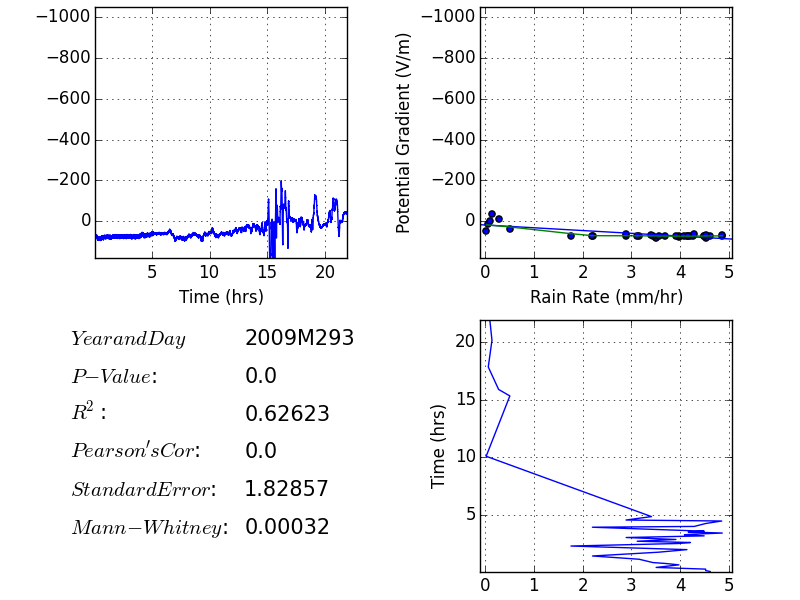 −1000
−800
−600
−400
−200
0
5 10 15 20
Time (hrs)
Potential Gradient (V/m)
−1000
−800
−600
−400
−200
0
0 1 2 3 4 5
Rain Rate (mm/hr)
YearandDay 2009M293
P−Value: 0.0
R²: 0.62623
Pearson'sCor: 0.0
StandardError: 1.82857
Mann−Whitney: 0.00032
Time (hrs)
20
15
10
5
0 1 2 3 4 5